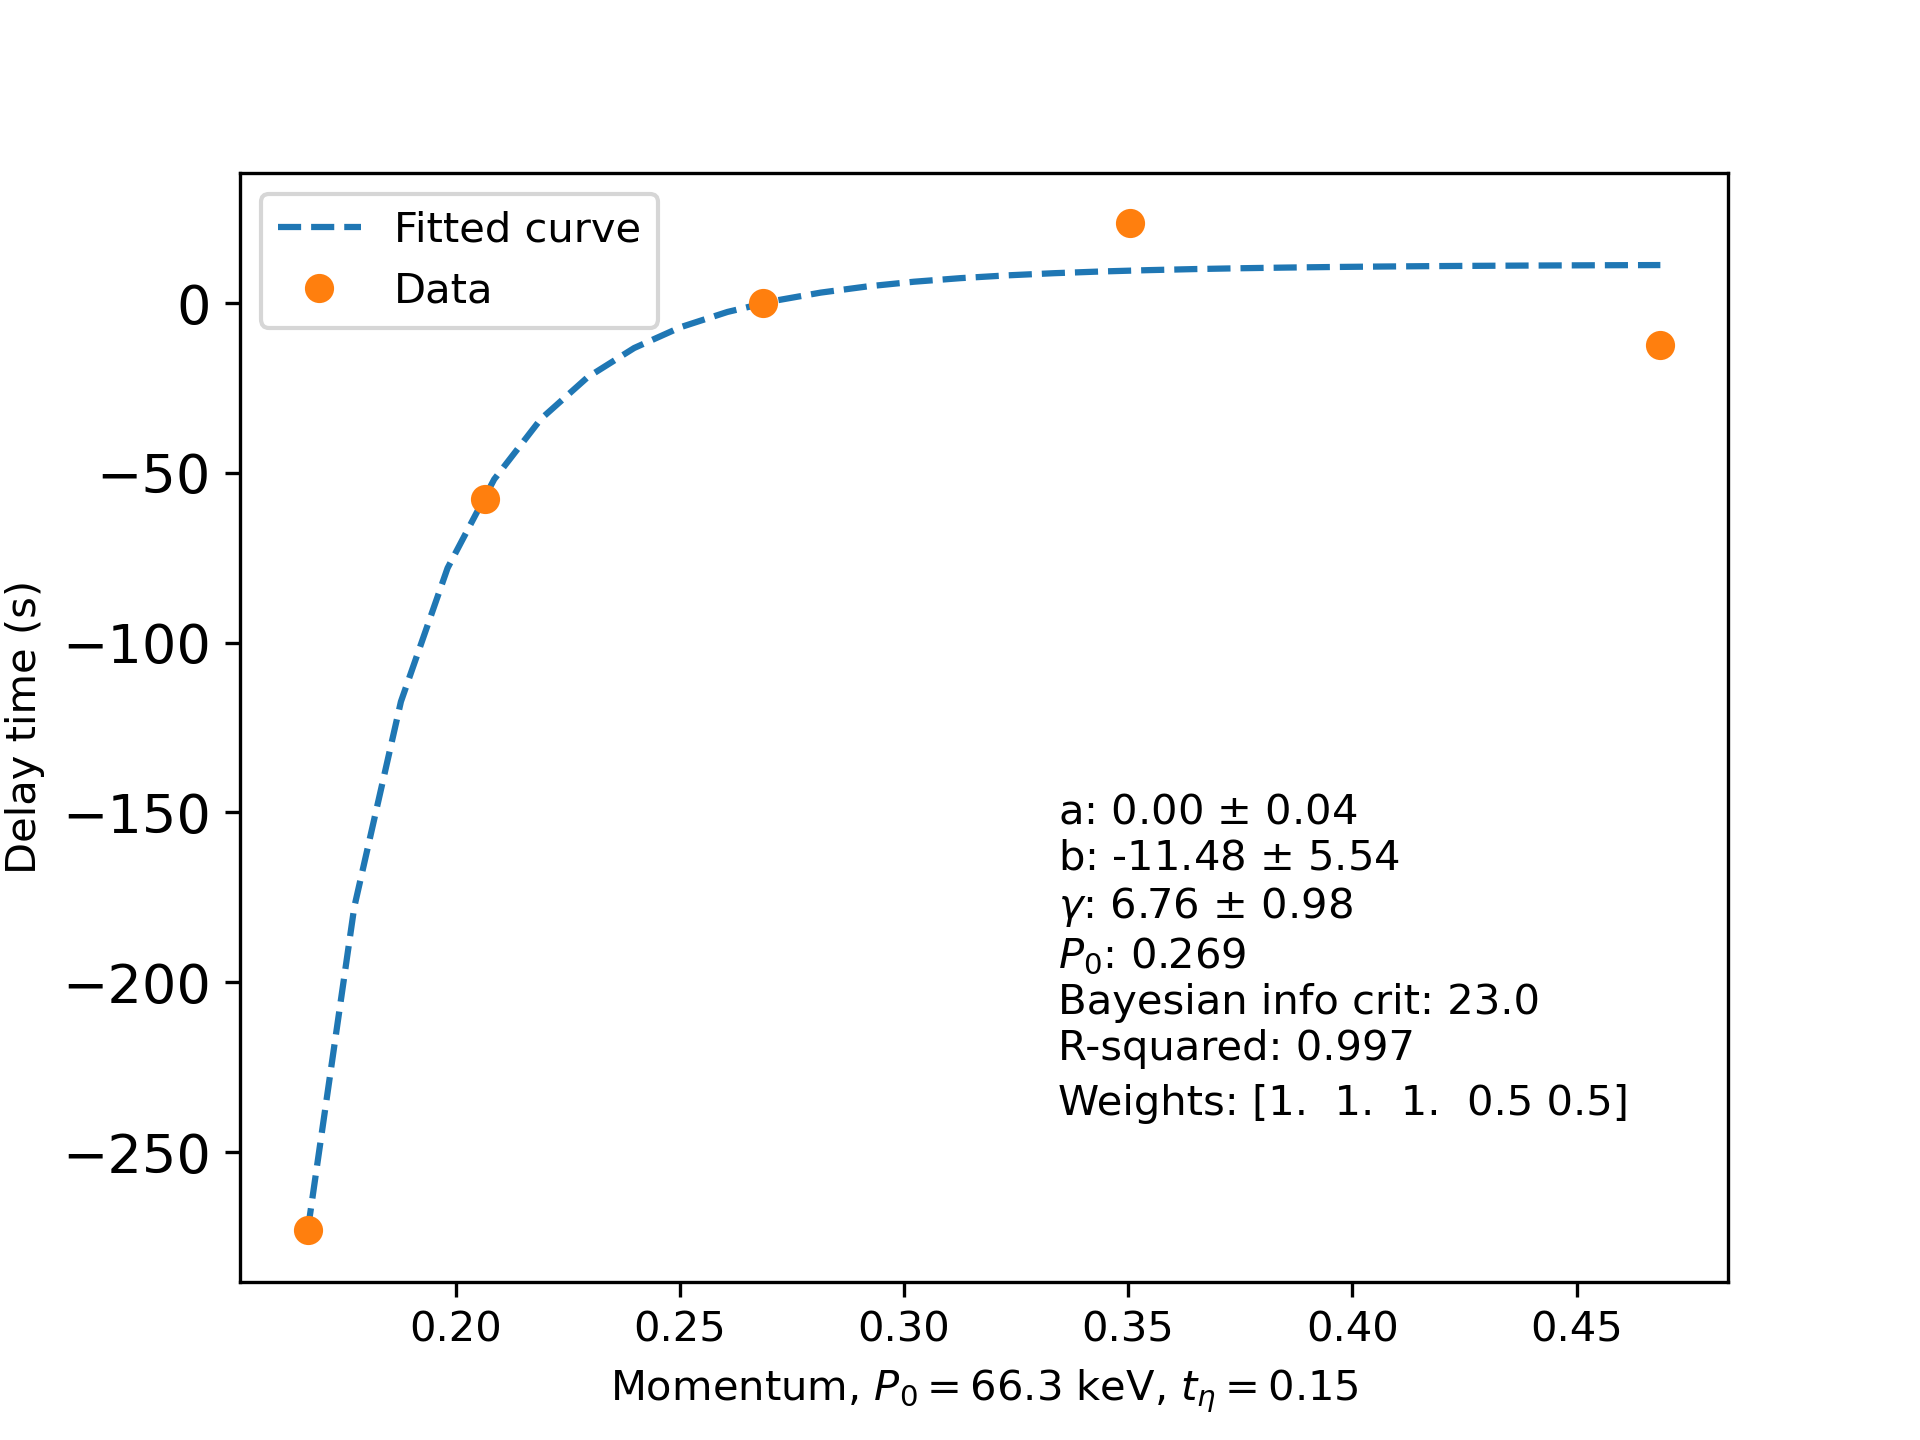 Fitted curve
Data
0
−50
−100
−150
−200
−250
Delay time (s)
a: 0.00 ± 0.04
b: -11.48 ± 5.54
γ: 6.76 ± 0.98
P₀: 0.269
Bayesian info crit: 23.0
R-squared: 0.997
Weights: [1.  1.  1.  0.5 0.5]
0.20 0.25 0.30 0.35 0.40 0.45
Momentum, P₀ = 66.3 keV, t_η = 0.15